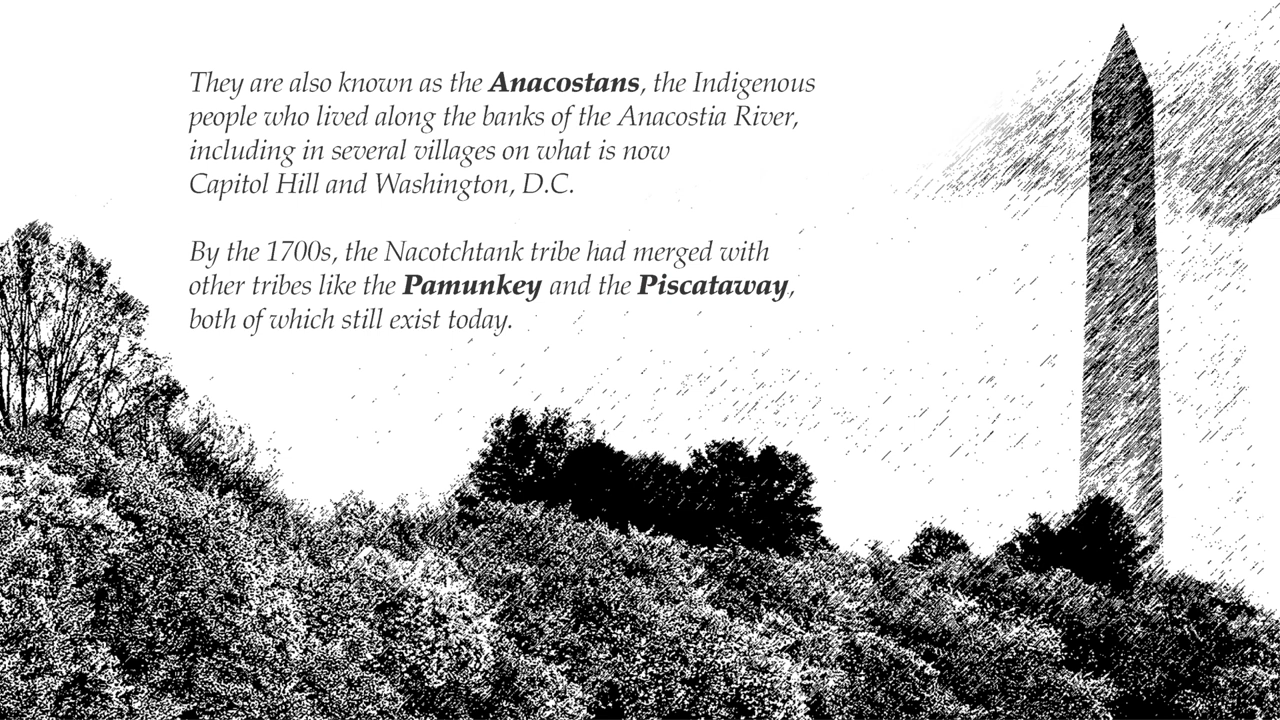 They are also known as the Anacostans, the Indigenous
people who lived along the banks of the Anacostia River,
including in several villages on what is now
Capitol Hill and Washington, D.C.
By the 1700s, the Nacotchtank tribe had merged with
other tribes like the Pamunkey and the Piscataway,
both of which still exist today.